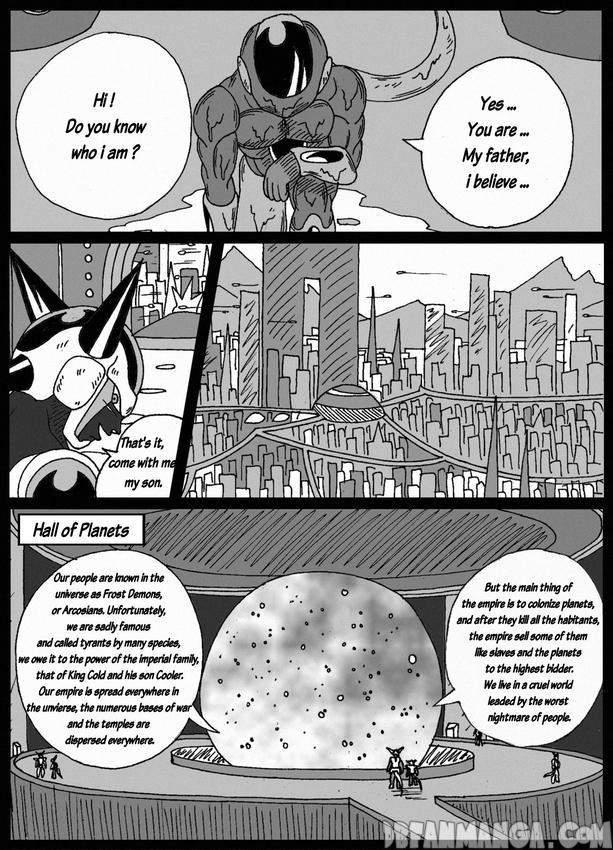 Hi !
Do you know
who i am ?
Yes ...
You are ...
My father,
i believe ...
That's it,
come with me
my son.
Hall of Planets
Our people are known in the
universe as Frost Demons,
or Arcosians. Unfortunately,
we are sadly famous
and called tyrants by many species,
we owe it to the power of the imperial family,
that of King Cold and his son Cooler.
Our empire is spread everywhere in
the unvierse, the numerous bases of war
and the temples are
dispersed everywhere.
But the main thing of
the empire is to colonize planets,
and after they kill all the habitants,
the empire sell some of them
like slaves and the planets
to the highest bidder.
We live in a cruel world
leaded by the worst
nightmare of people.
DBFANMANGA.COM